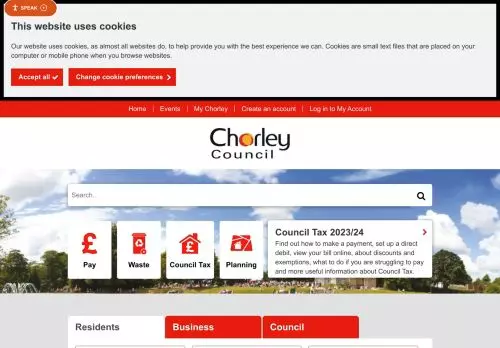 SPEAK
This website uses cookies
Our website uses cookies, as almost all websites do, to help provide you with the best experience we can. Cookies are small text files that are placed on
your computer or mobile phone when you browse websites.
Accept all
Change cookie preferences
Home Events My Chorley Create an account Log in to My Account
Chorley
Council
Search..
Pay
Waste
Council Tax
Planning
Council Tax 2023/24
Find out how to make a payment, set up a direct
debit, view your bill online, about discounts and
exemptions, what to do if you are struggling to pay
and more useful information about Council Tax.
Residents
Business
Council